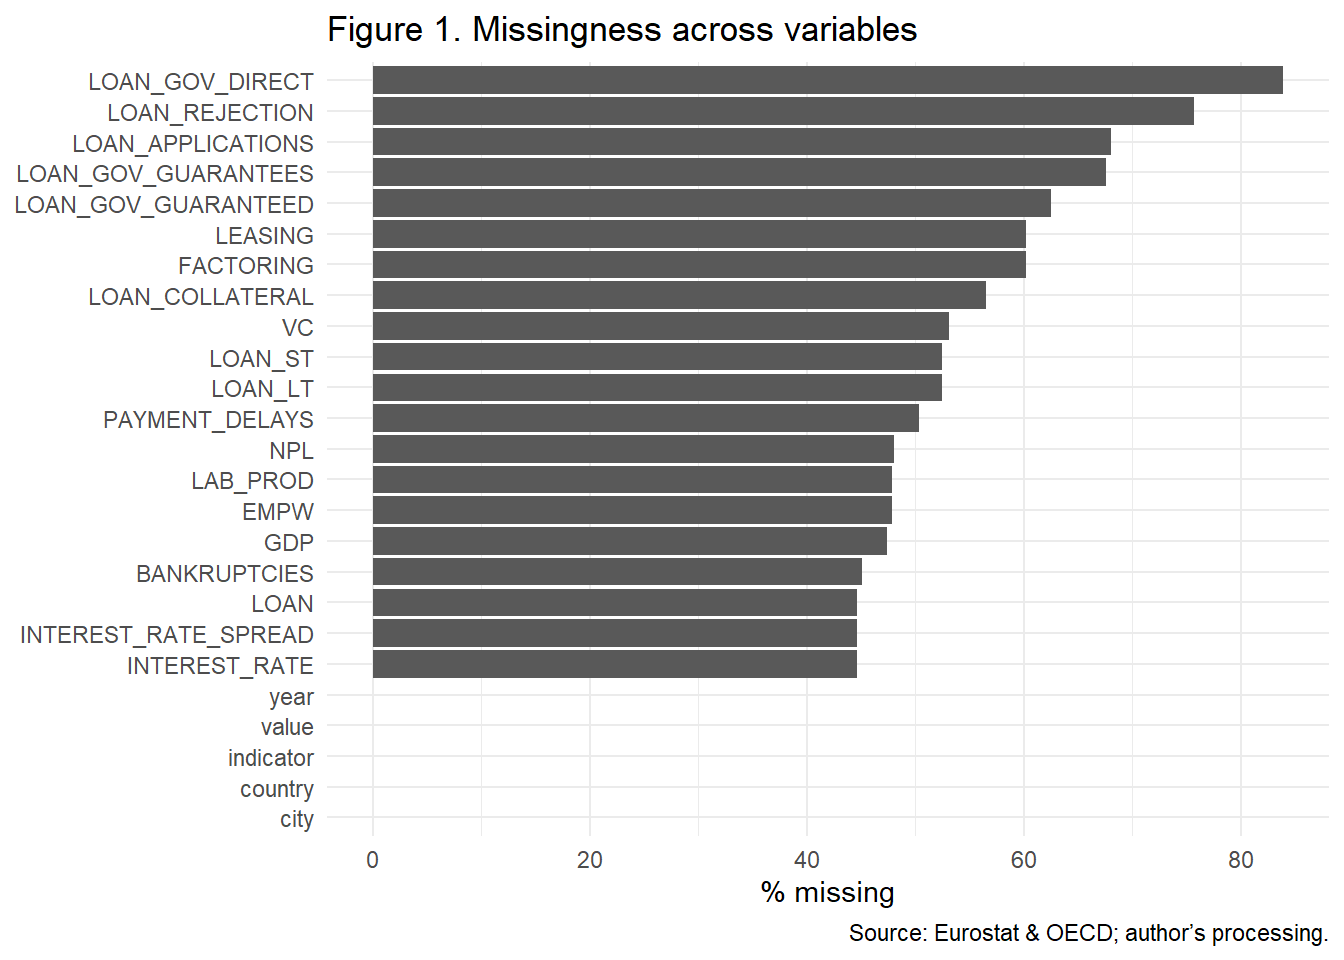 Figure 1. Missingness across variables
LOAN_GOV_DIRECT
LOAN_REJECTION
LOAN_APPLICATIONS
LOAN_GOV_GUARANTEES
LOAN_GOV_GUARANTEED
LEASING
FACTORING
LOAN_COLLATERAL
VC
LOAN_ST
LOAN_LT
PAYMENT_DELAYS
NPL
LAB_PROD
EMPW
GDP
BANKRUPTCIES
LOAN
INTEREST_RATE_SPREAD
INTEREST_RATE
year
value
indicator
country
city
0 20 40 60 80
% missing
Source: Eurostat & OECD; author’s processing.